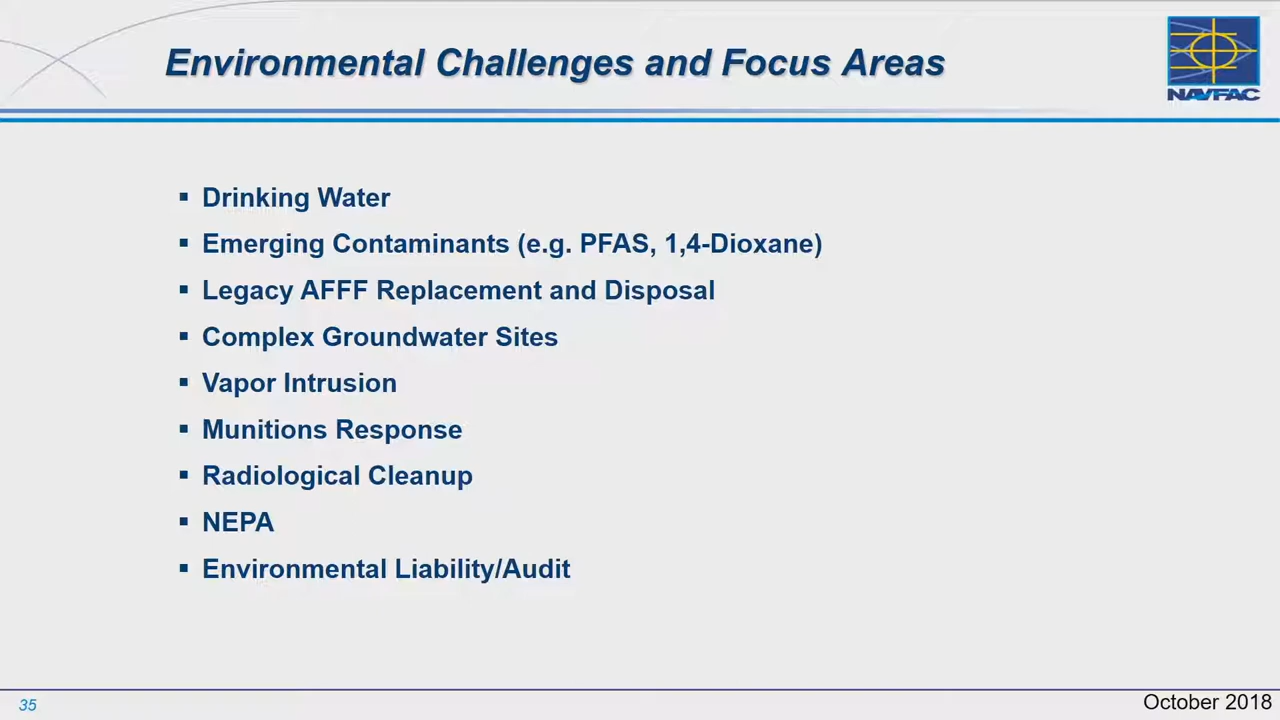 Environmental Challenges and Focus Areas
NAVFAC
▪ Drinking Water
▪ Emerging Contaminants (e.g. PFAS, 1,4-Dioxane)
▪ Legacy AFFF Replacement and Disposal
▪ Complex Groundwater Sites
▪ Vapor Intrusion
▪ Munitions Response
▪ Radiological Cleanup
▪ NEPA
▪ Environmental Liability/Audit
35
October 2018